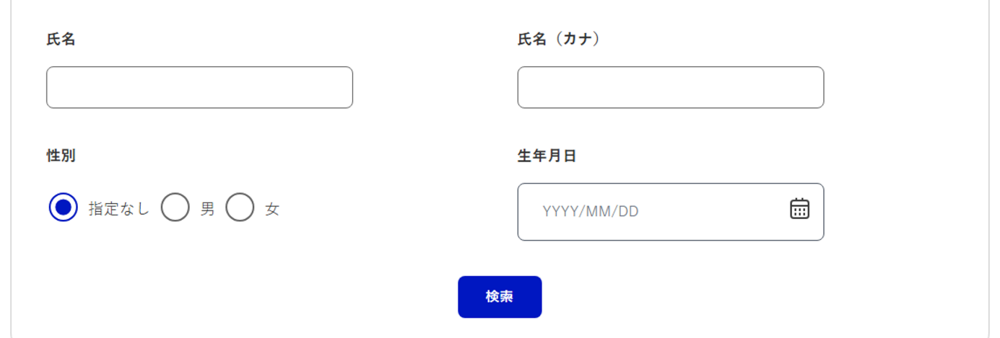 氏名
氏名（カナ）
性別
生年月日
指定なし 男 女
YYYY/MM/DD
検索